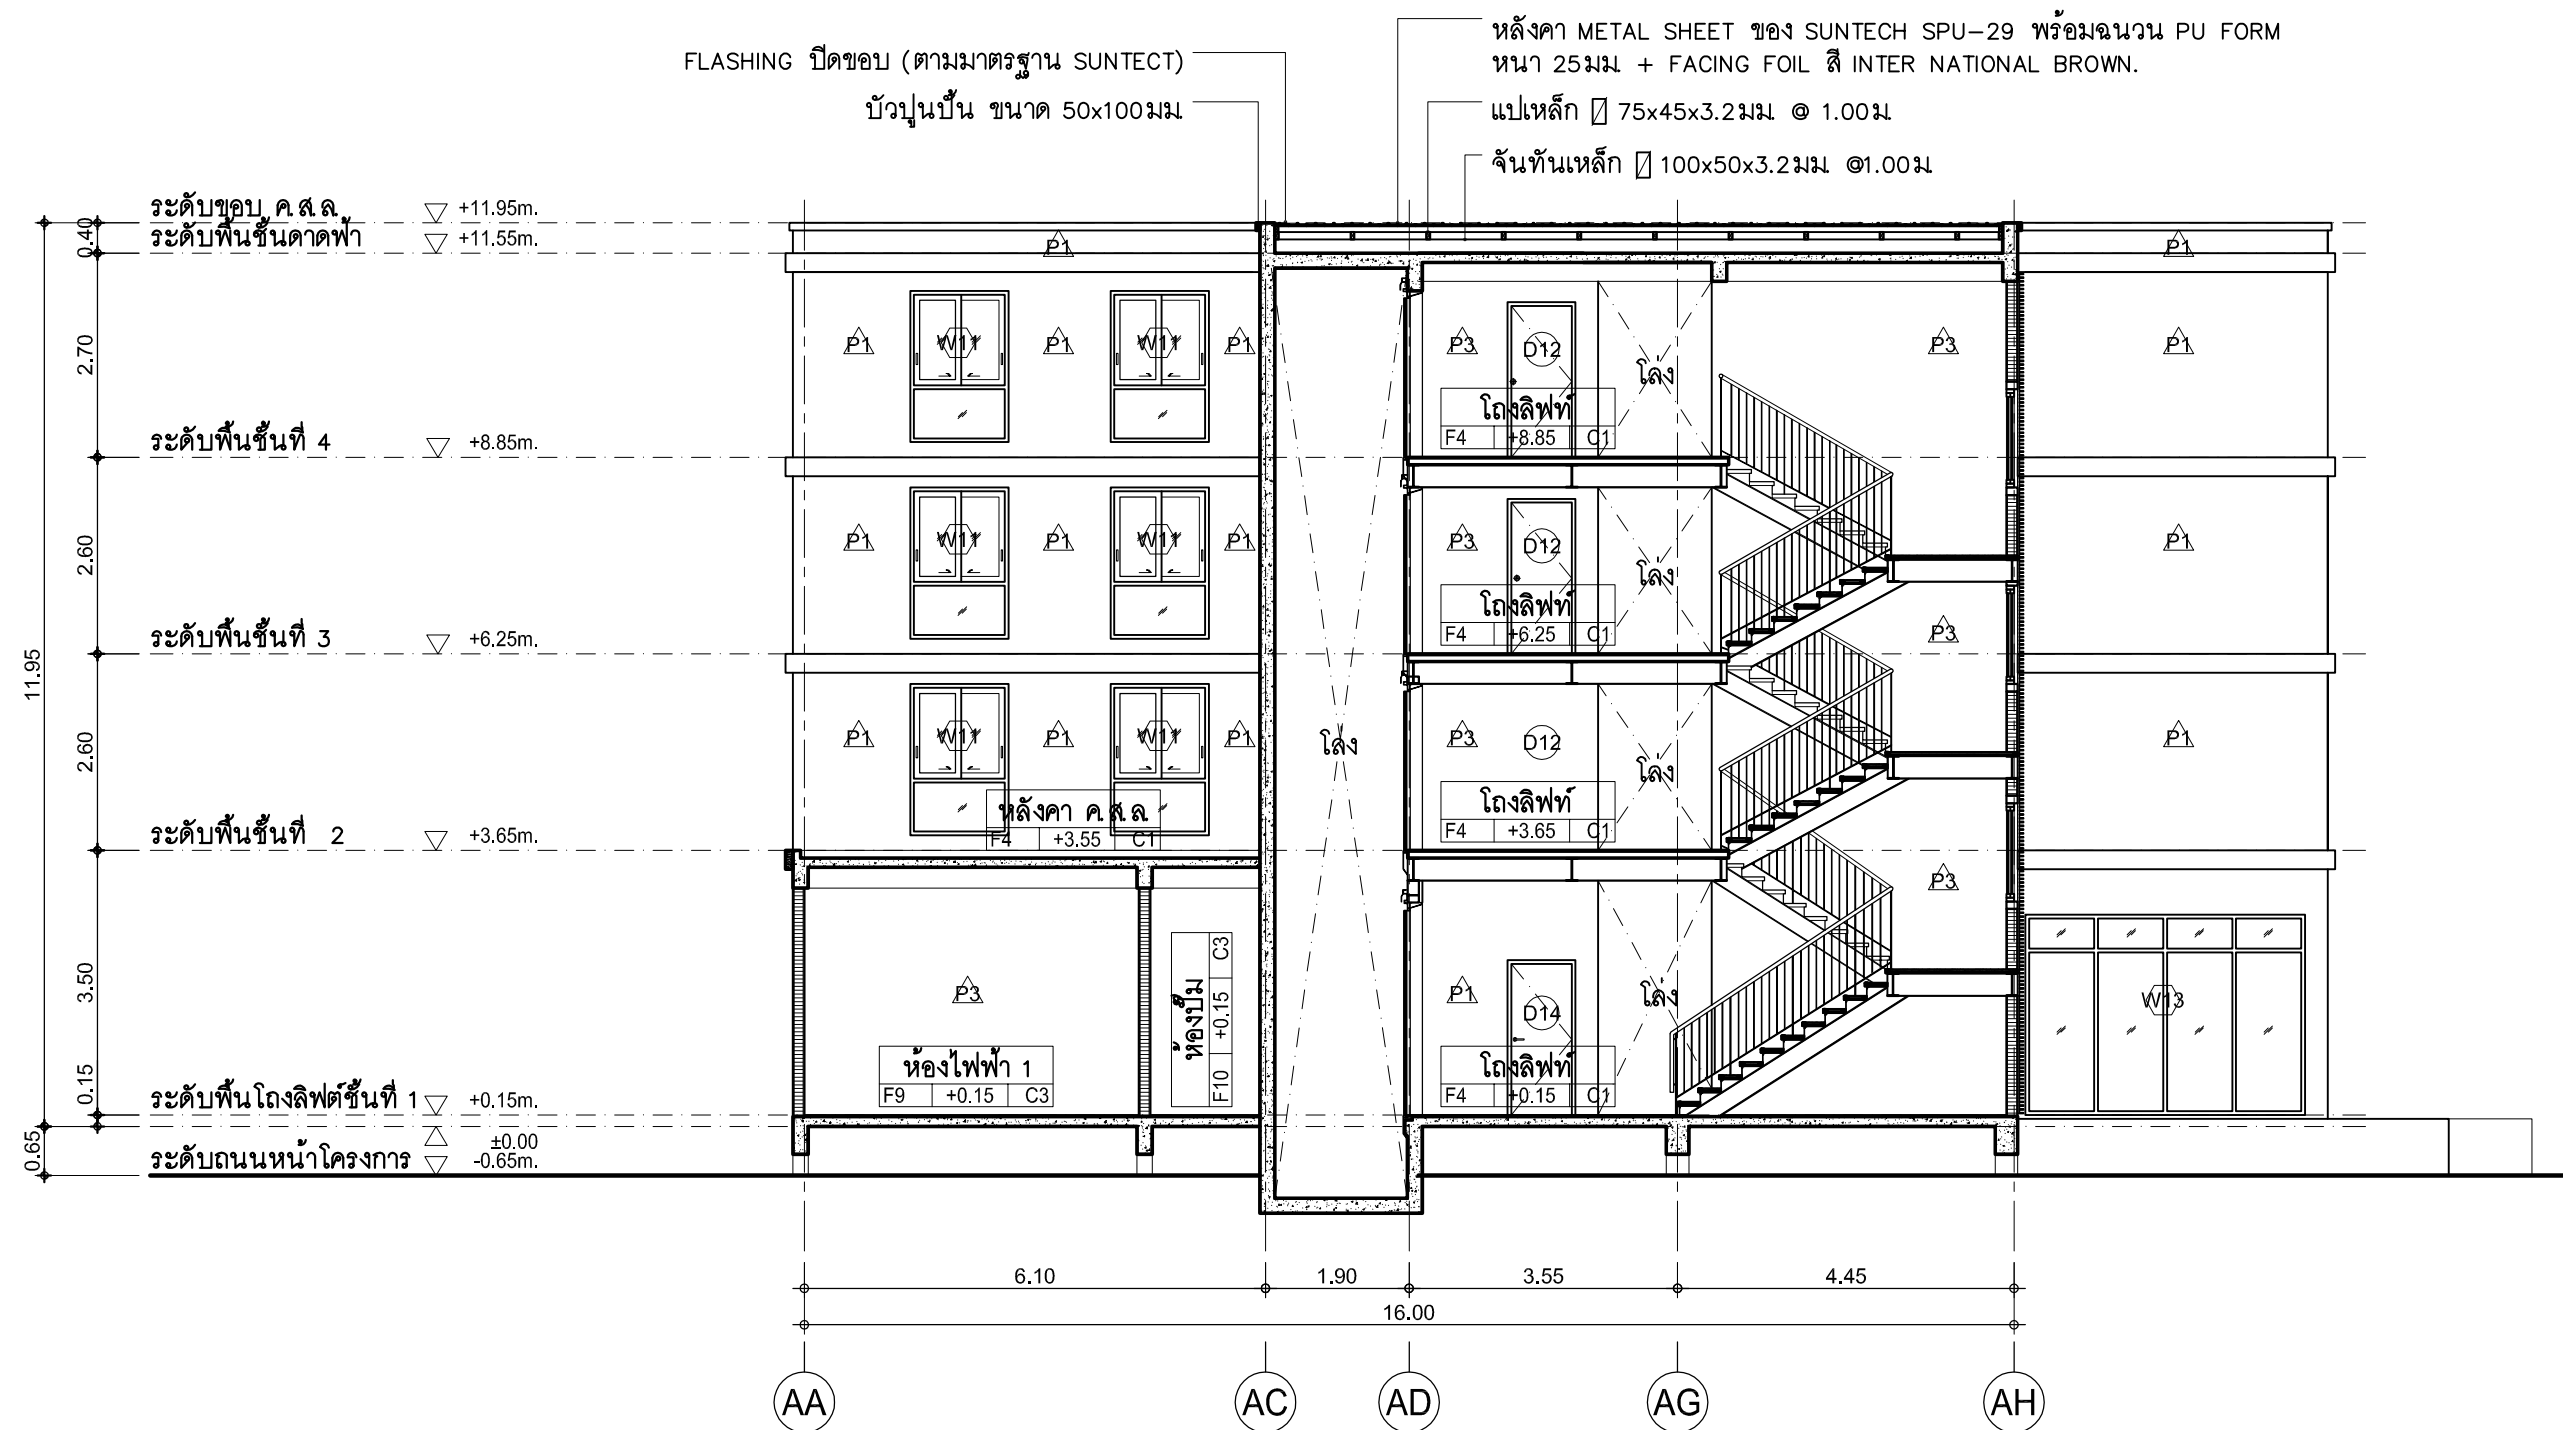 หลังคา METAL SHEET ของ SUNTECH SPU-29 พร้อมฉนวน PU FORM
หนา 25มม. + FACING FOIL สี INTER NATIONAL BROWN.
FLASHING ปิดขอบ (ตามมาตรฐาน SUNTECT)
บัวปูนปั้น ขนาด 50x100มม.
แปเหล็ก 75x45x3.2มม. @ 1.00ม.
จันทันเหล็ก 100x50x3.2มม. @1.00ม.
ระดับขอบ ค.ส.ล. +11.95m.
ระดับพื้นชั้นดาดฟ้า +11.55m.
0.40
P1 P1
2.70
P1 W11 P1 W11 P1 P3 D12 โล่ง P3 P1
โถงลิฟท์
F4 +8.85 C1
ระดับพื้นชั้นที่ 4 +8.85m.
2.60
P1 W11 P1 W11 P1 P3 D12 โล่ง P1
โถงลิฟท์
F4 +6.25 C1
P3
ระดับพื้นชั้นที่ 3 +6.25m.
11.95
2.60
P1 W11 P1 W11 P1 โล่ง P3 D12 โล่ง P1
หลังคา ค.ส.ล.
F4 +3.55 C1
โถงลิฟท์
F4 +3.65 C1
ระดับพื้นชั้นที่ 2 +3.65m.
P3
3.50
P3 P1 D14 โล่ง W13
ห้องปั๊ม
F10 +0.15 C3
ห้องไฟฟ้า 1
F9 +0.15 C3
โถงลิฟท์
F4 +0.15 C1
0.15
ระดับพื้นโถงลิฟต์ชั้นที่ 1 +0.15m.
±0.00
0.65
ระดับถนนหน้าโครงการ -0.65m.
6.10 1.90 3.55 4.45
16.00
AA AC AD AG AH